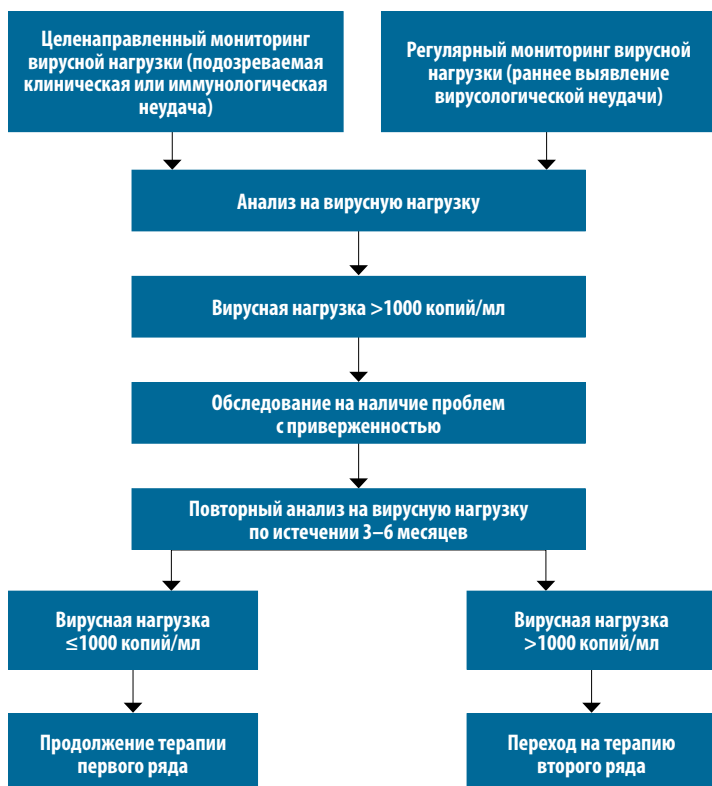 Целенаправленный мониторинг
вирусной нагрузки (подозреваемая
клиническая или иммунологическая
неудача)
Регулярный мониторинг вирусной
нагрузки (раннее выявление
вирусологической неудачи)
Анализ на вирусную нагрузку
Вирусная нагрузка >1000 копий/мл
Обследование на наличие проблем
с приверженностью
Повторный анализ на вирусную нагрузку
по истечении 3–6 месяцев
Вирусная нагрузка
≤1000 копий/мл
Вирусная нагрузка
>1000 копий/мл
Продолжение терапии
первого ряда
Переход на терапию
второго ряда